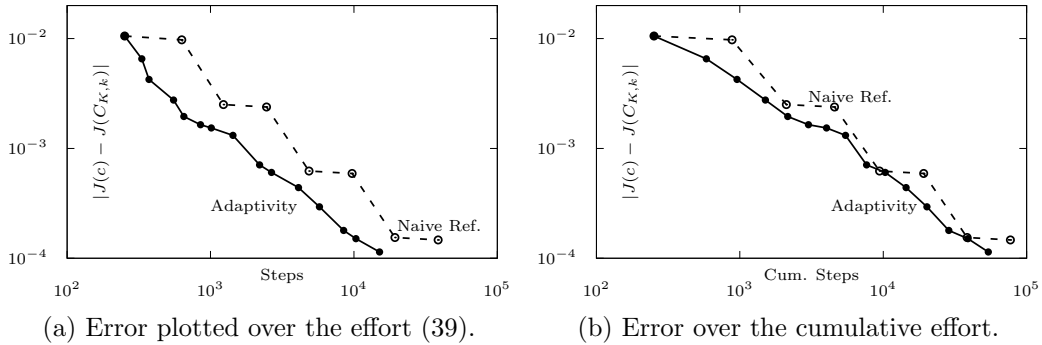 10^{-2}
10^{-3}
10^{-4}
|J(c) − J(C_{K,k})|
Adaptivity
Naive Ref.
Steps
10^2
10^3
10^4
10^5
(a) Error plotted over the effort (39).
10^{-2}
10^{-3}
10^{-4}
|J(c) − J(C_{K,k})|
Naive Ref.
Adaptivity
Cum. Steps
10^2
10^3
10^4
10^5
(b) Error over the cumulative effort.